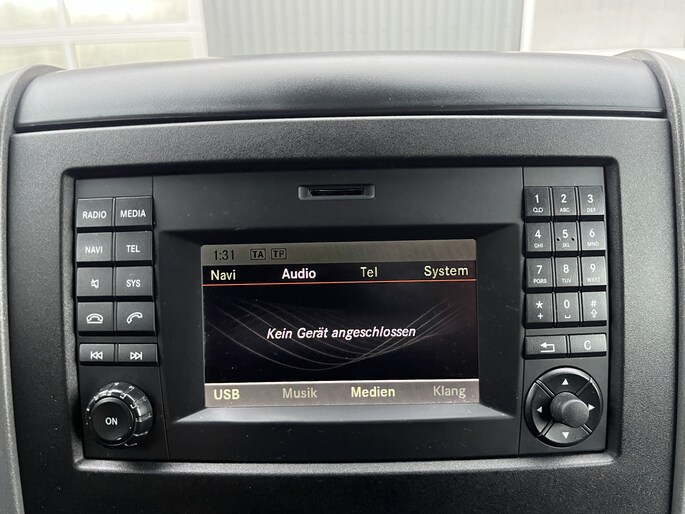 RADIO MEDIA
NAVI TEL
SYS
ON
1:31 TA TP
Navi Audio Tel System
Kein Gerät angeschlossen
USB Musik Medien Klang
1 2 3
ABC DEF
4 5 6
GHI JKL MNO
7 8 9
PQRS TUV WXYZ
* 0 #
+
C